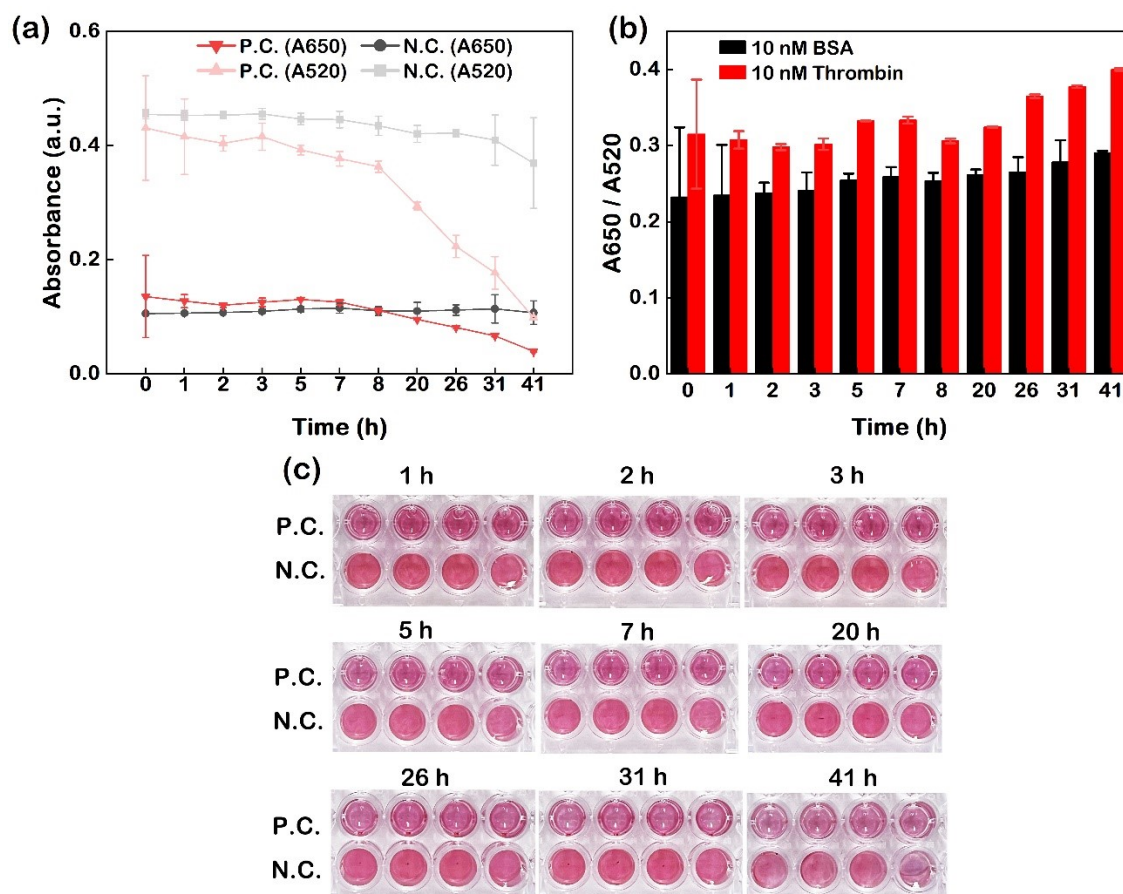 (a)
0.6
0.4
0.2
0.0
Absorbance (a.u.)
P.C. (A650)
N.C. (A650)
P.C. (A520)
N.C. (A520)
0 1 2 3 5 7 8 20 26 31 41
Time (h)
(b)
0.4
0.3
0.2
0.1
0.0
A650 / A520
10 nM BSA
10 nM Thrombin
0 1 2 3 5 7 8 20 26 31 41
Time (h)
(c)
1 h 2 h 3 h
P.C.
N.C.
5 h 7 h 20 h
P.C.
N.C.
26 h 31 h 41 h
P.C.
N.C.